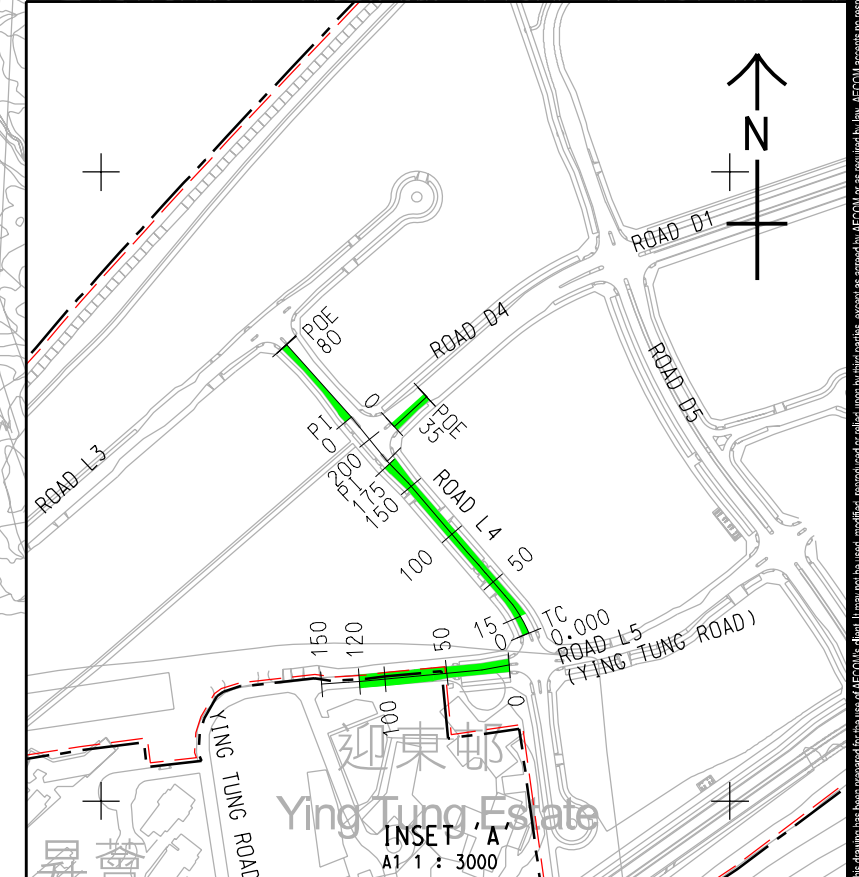 N
ROAD D1
ROAD D4
POE
80
ROAD D5
0
POE
35
PI
0
200
PI
175
150
ROAD L3
ROAD L4
100
50
15
TC
0
0.000
ROAD L5
(YING TUNG ROAD)
150
120
50
100
0
YING TUNG ROAD
迎東邨
Ying Tung Estate
INSET 'A'
A1 1 : 3000
昇薈